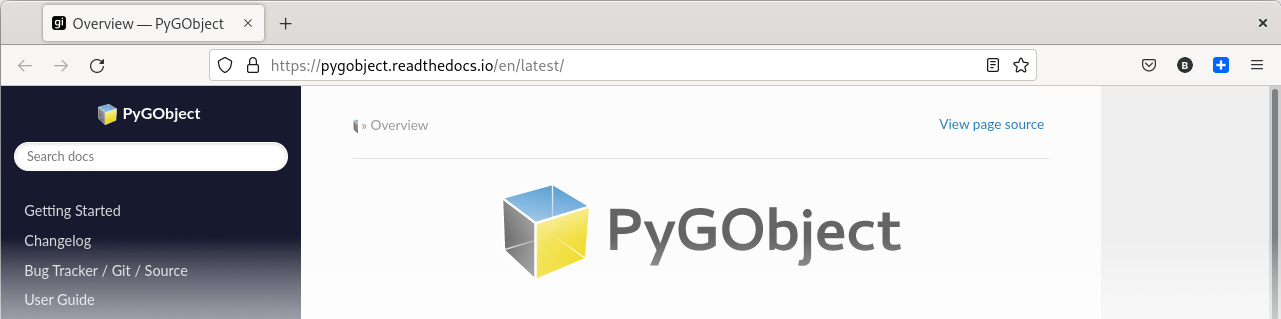 gi Overview — PyGObject
https://pygobject.readthedocs.io/en/latest/
B
PyGObject
» Overview
View page source
Search docs
PyGObject
Getting Started
Changelog
Bug Tracker / Git / Source
User Guide